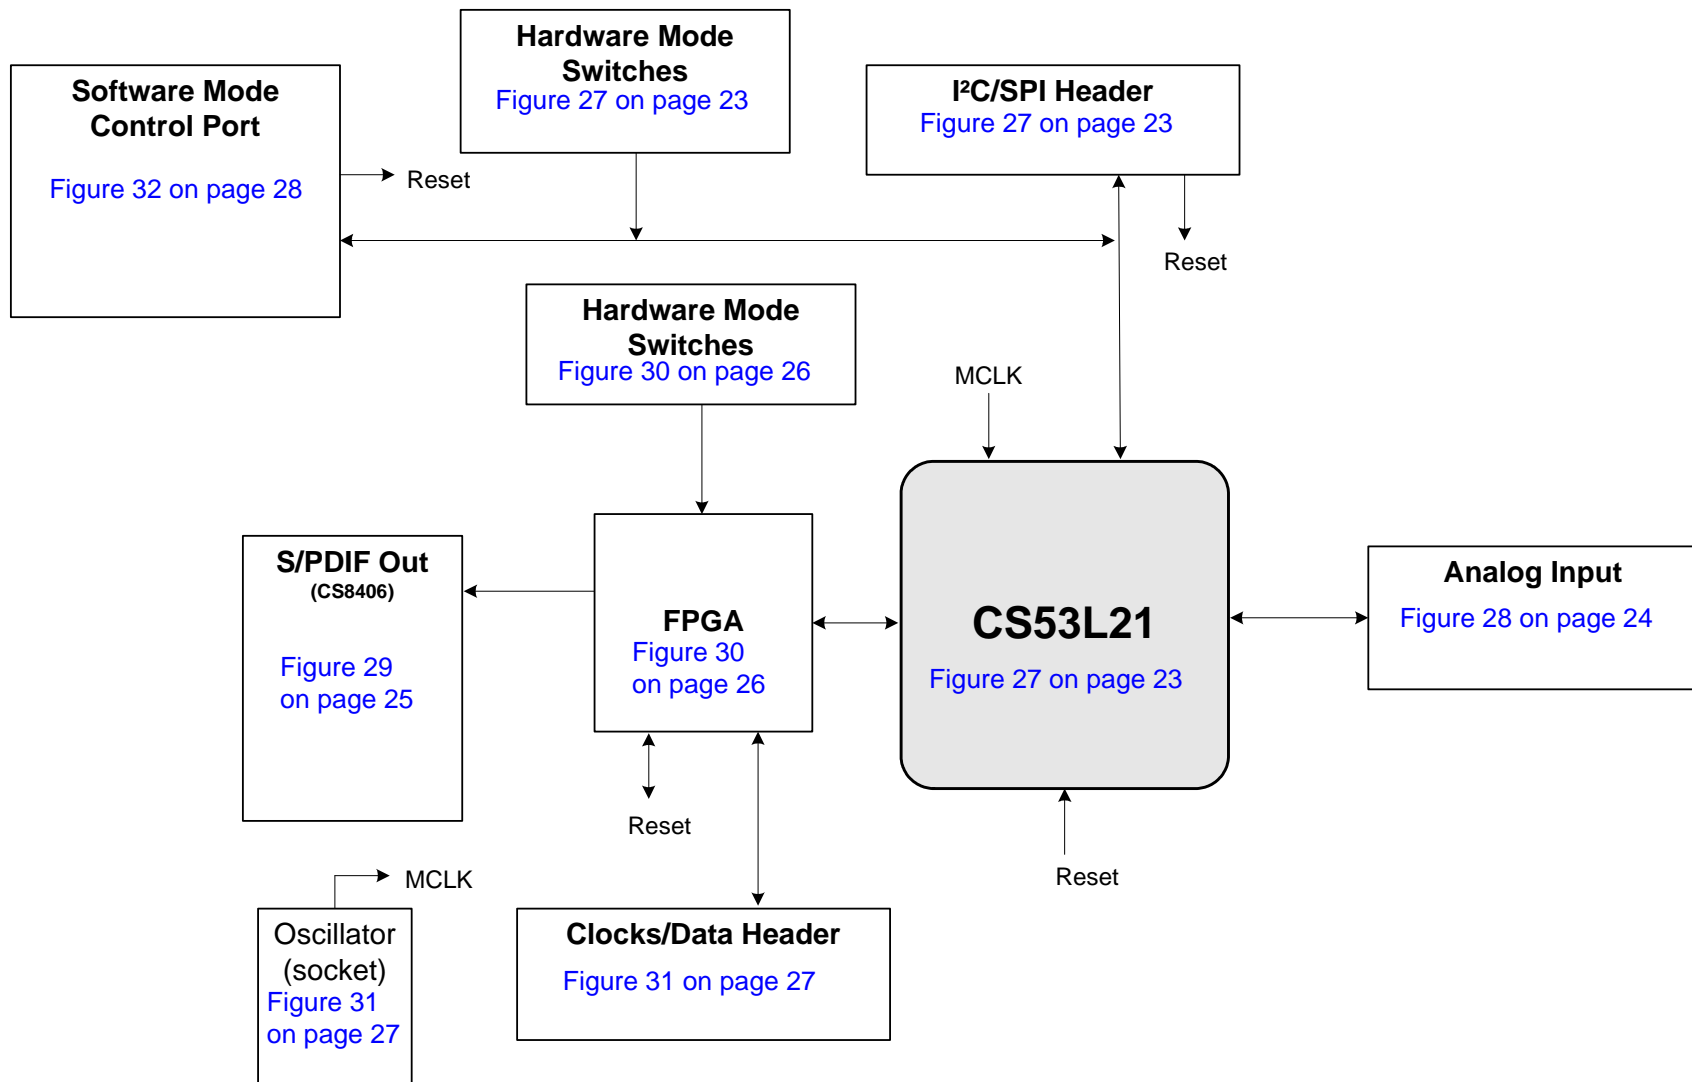 Hardware Mode
Switches
Figure 27 on page 23
Software Mode
Control Port
Figure 32 on page 28
Reset
I²C/SPI Header
Figure 27 on page 23
Reset
Hardware Mode
Switches
Figure 30 on page 26
MCLK
S/PDIF Out
(CS8406)
Figure 29
on page 25
FPGA
Figure 30
on page 26
CS53L21
Figure 27 on page 23
Analog Input
Figure 28 on page 24
Reset
Reset
MCLK
Oscillator
(socket)
Figure 31
on page 27
Clocks/Data Header
Figure 31 on page 27